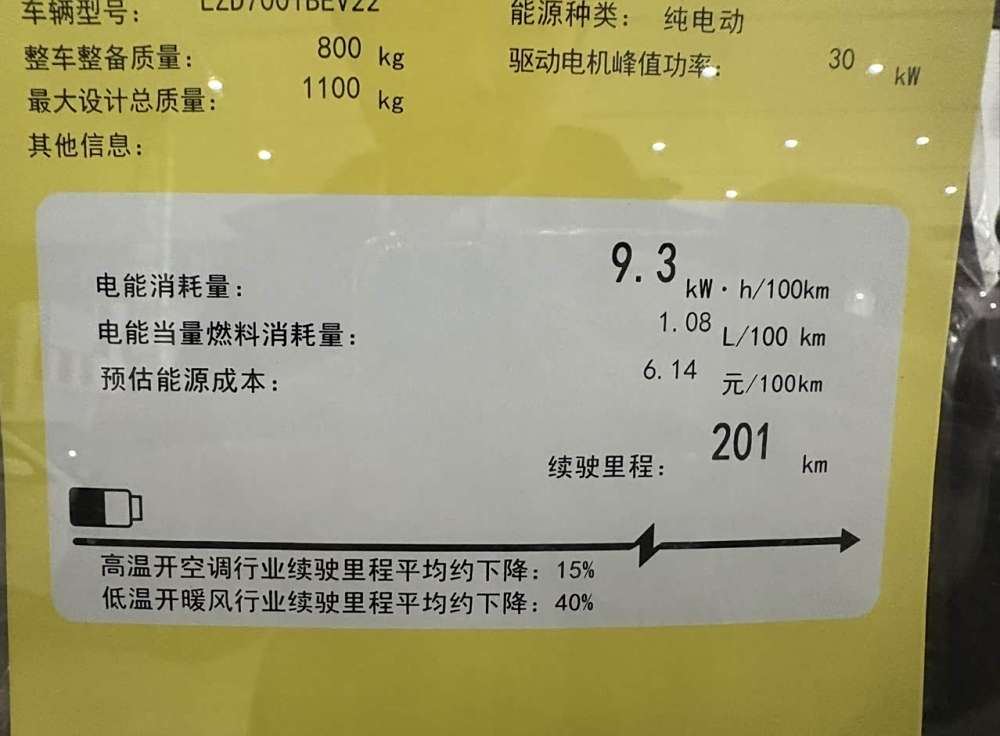 车辆型号:
能源种类: 纯电动
整车整备质量: 800 kg
驱动电机峰值功率: 30 kW
最大设计总质量: 1100 kg
其他信息:
电能消耗量: 9.3 kW·h/100km
电能当量燃料消耗量: 1.08 L/100 km
预估能源成本: 6.14 元/100km
续驶里程: 201 km
高温开空调行业续驶里程平均约下降: 15%
低温开暖风行业续驶里程平均约下降: 40%